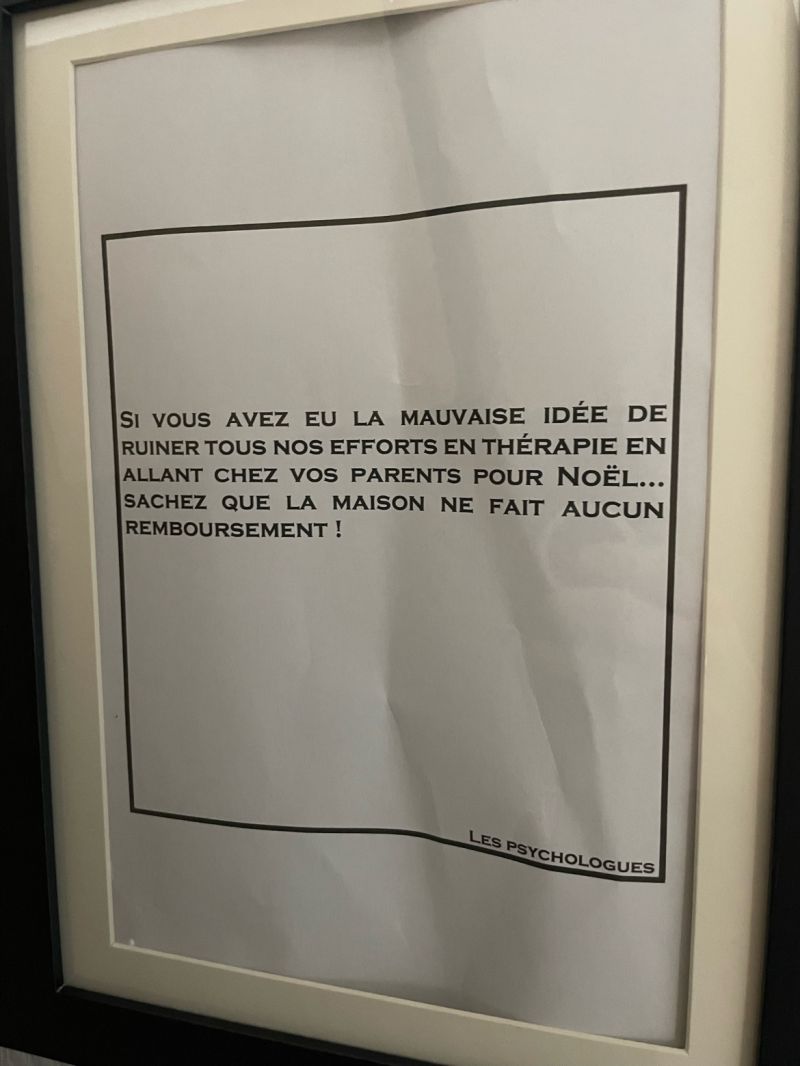 SI VOUS AVEZ EU LA MAUVAISE IDÉE DE
RUINER TOUS NOS EFFORTS EN THÉRAPIE EN
ALLANT CHEZ VOS PARENTS POUR NOËL...
SACHEZ QUE LA MAISON NE FAIT AUCUN
REMBOURSEMENT !
LES PSYCHOLOGUES